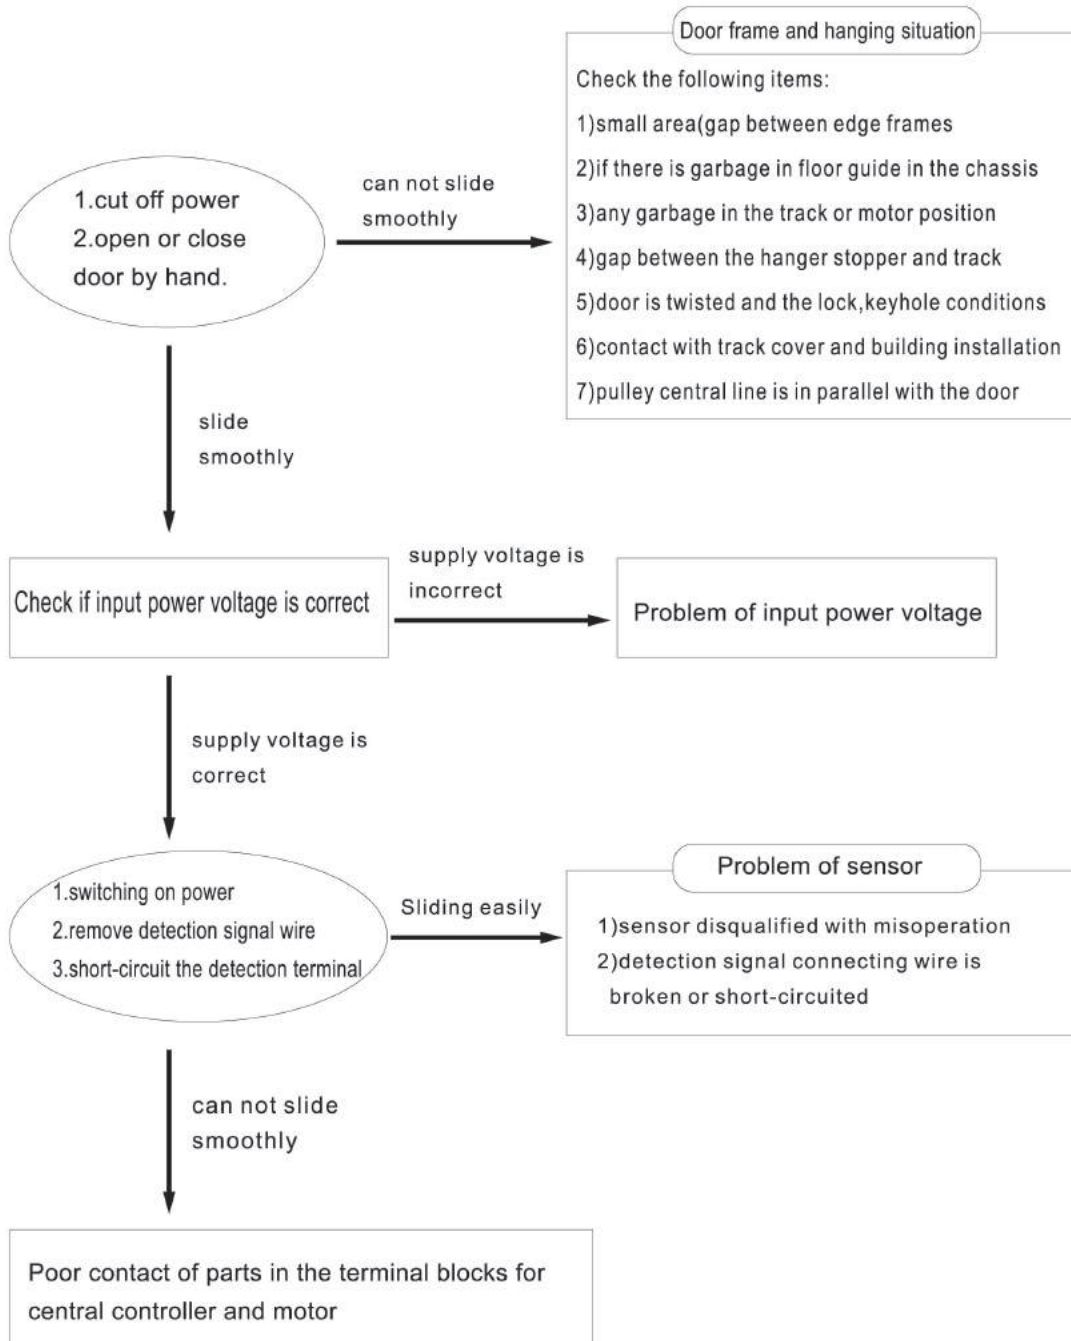 Door frame and hanging situation
Check the following items:
1)small area(gap between edge frames
2)if there is garbage in floor guide in the chassis
3)any garbage in the track or motor position
4)gap between the hanger stopper and track
5)door is twisted and the lock,keyhole conditions
6)contact with track cover and building installation
7)pulley central line is in parallel with the door
1.cut off power
2.open or close
door by hand.
can not slide
smoothly
slide
smoothly
Check if input power voltage is correct
supply voltage is
incorrect
Problem of input power voltage
supply voltage is
correct
1.switching on power
2.remove detection signal wire
3.short-circuit the detection terminal
Sliding easily
Problem of sensor
1)sensor disqualified with misoperation
2)detection signal connecting wire is
broken or short-circuited
can not slide
smoothly
Poor contact of parts in the terminal blocks for
central controller and motor